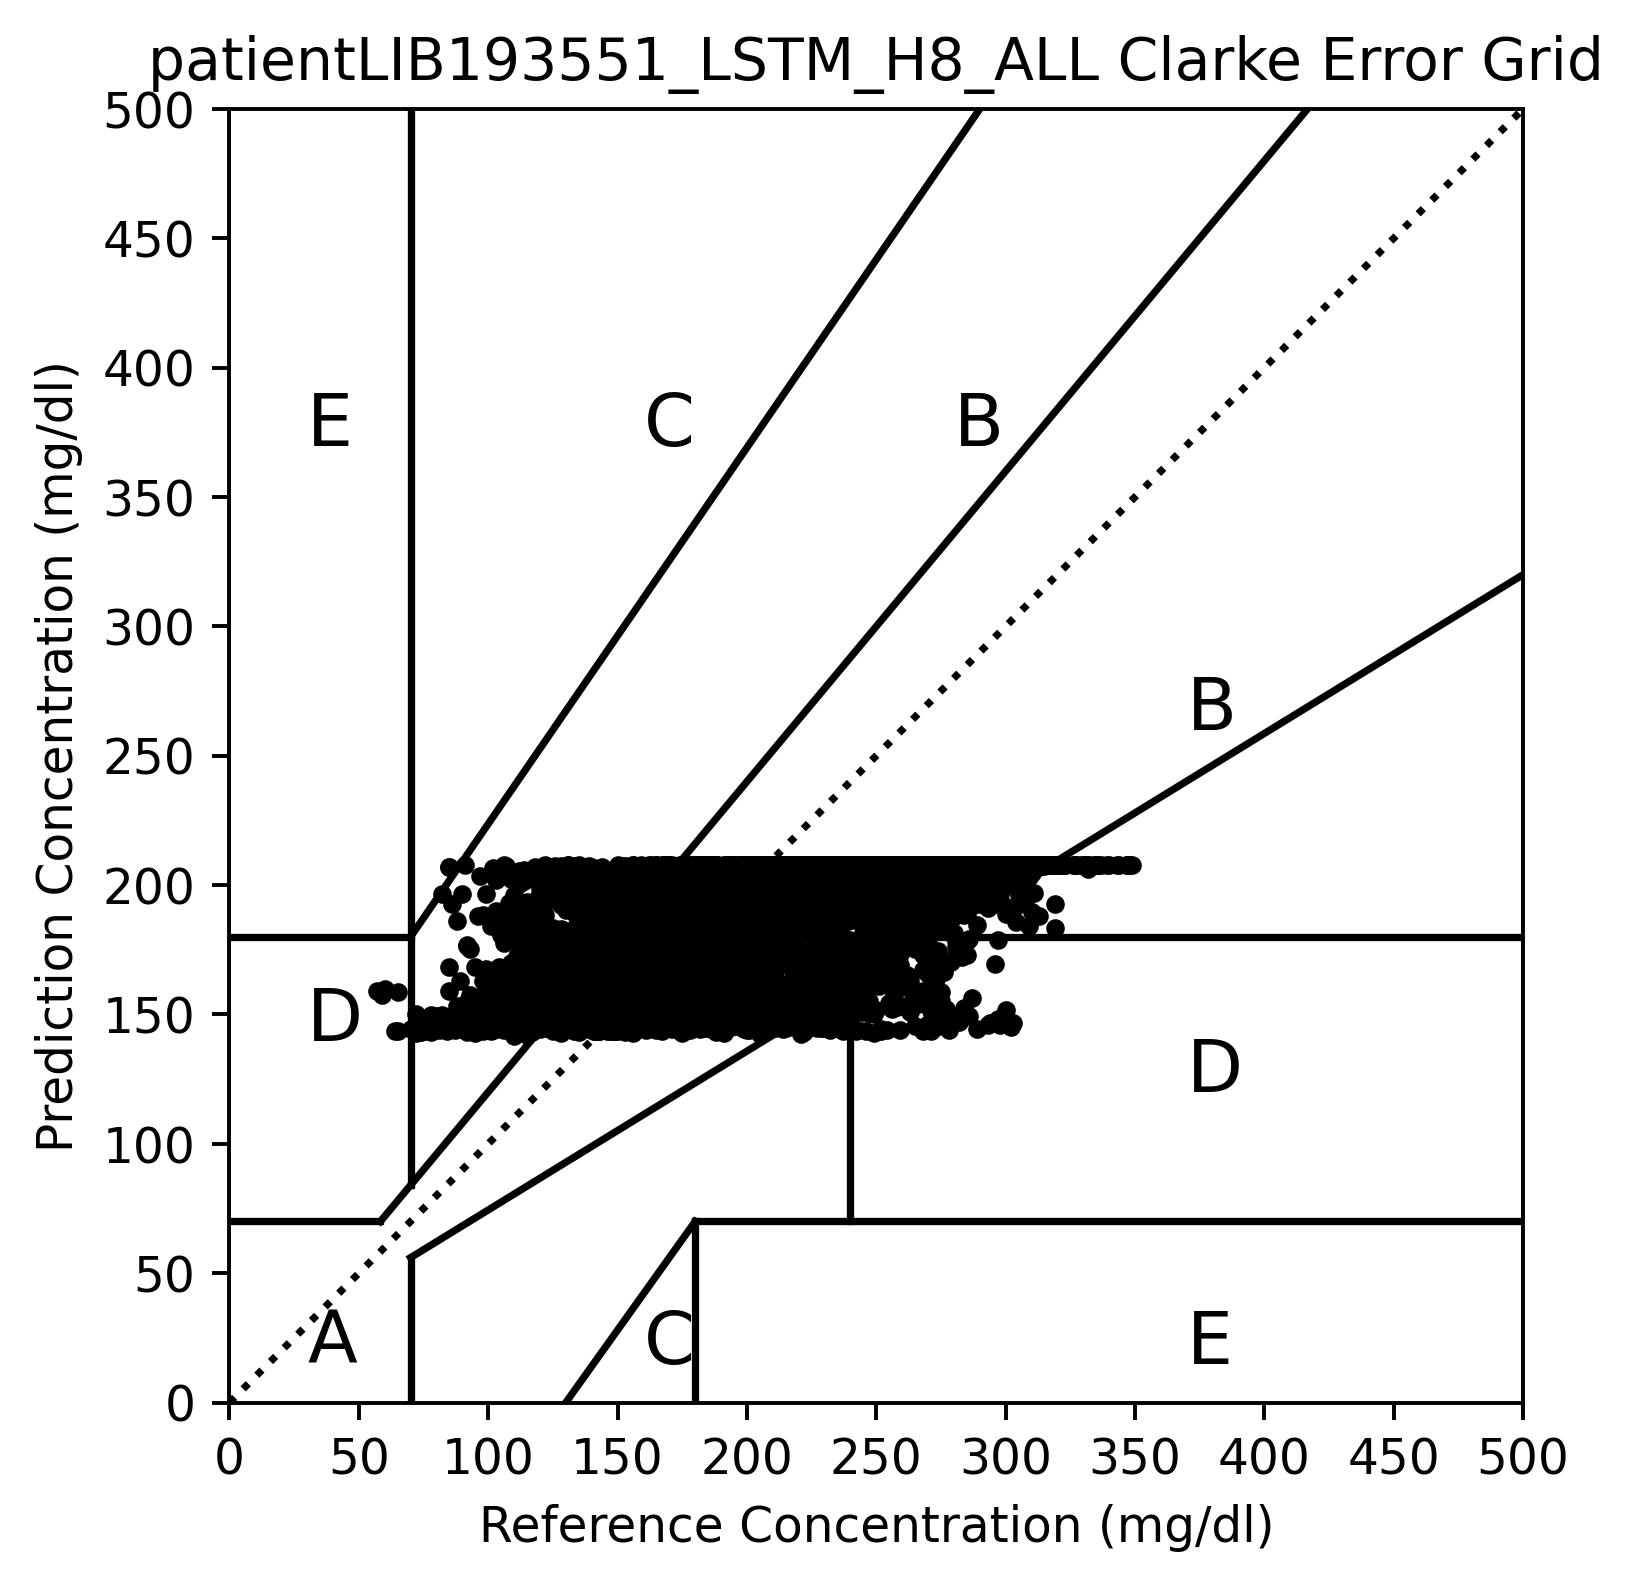 patientLIB193551_LSTM_H8_ALL Clarke Error Grid
500
450
400
350
300
250
200
150
100
50
0
Prediction Concentration (mg/dl)
E
C
B
B
D
D
A
C
E
0
50
100
150
200
250
300
350
400
450
500
Reference Concentration (mg/dl)